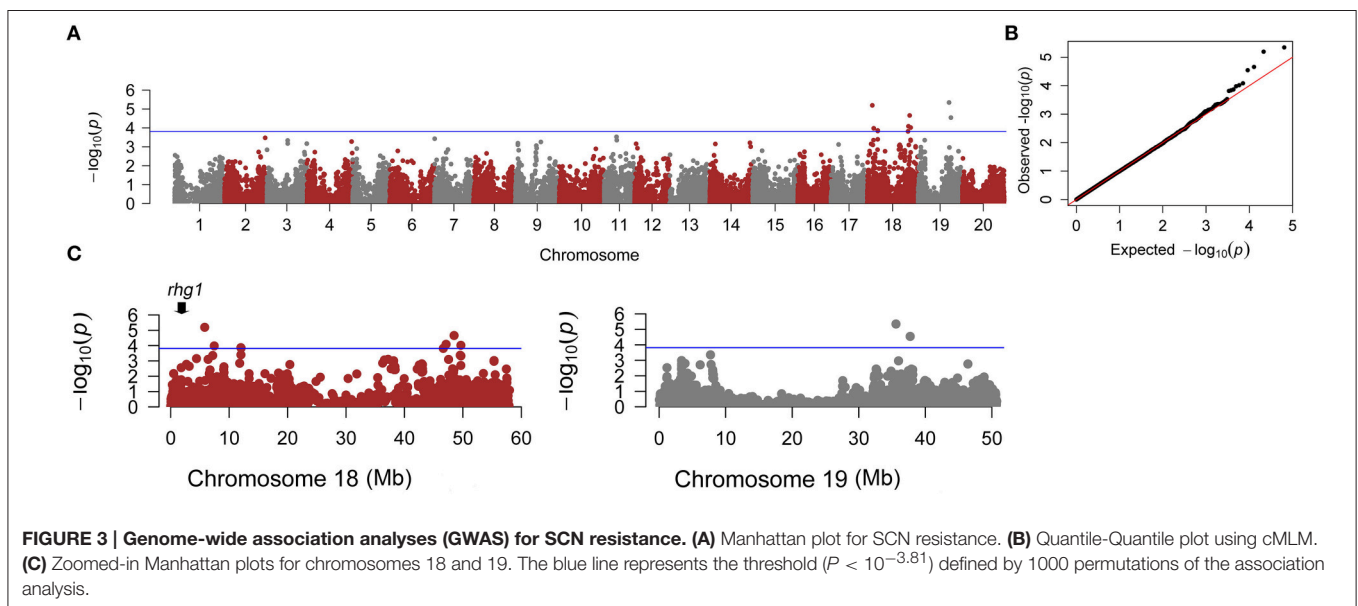 A
B
−log10(p)
6
5
4
3
2
1
0
1 2 3 4 5 6 7 8 9 10 11 12 13 14 15 16 17 18 19 20
Chromosome
Observed -log10(p)
5
4
3
2
1
0
0 1 2 3 4 5
Expected −log10(p)
C
rhg1
−log10(p)
6
5
4
3
2
1
0
0 10 20 30 40 50 60
Chromosome 18 (Mb)
−log10(p)
6
5
4
3
2
1
0
0 10 20 30 40 50
Chromosome 19 (Mb)
FIGURE 3 | Genome-wide association analyses (GWAS) for SCN resistance. (A) Manhattan plot for SCN resistance. (B) Quantile-Quantile plot using cMLM.
(C) Zoomed-in Manhattan plots for chromosomes 18 and 19. The blue line represents the threshold (P < 10−3.81) defined by 1000 permutations of the association
analysis.